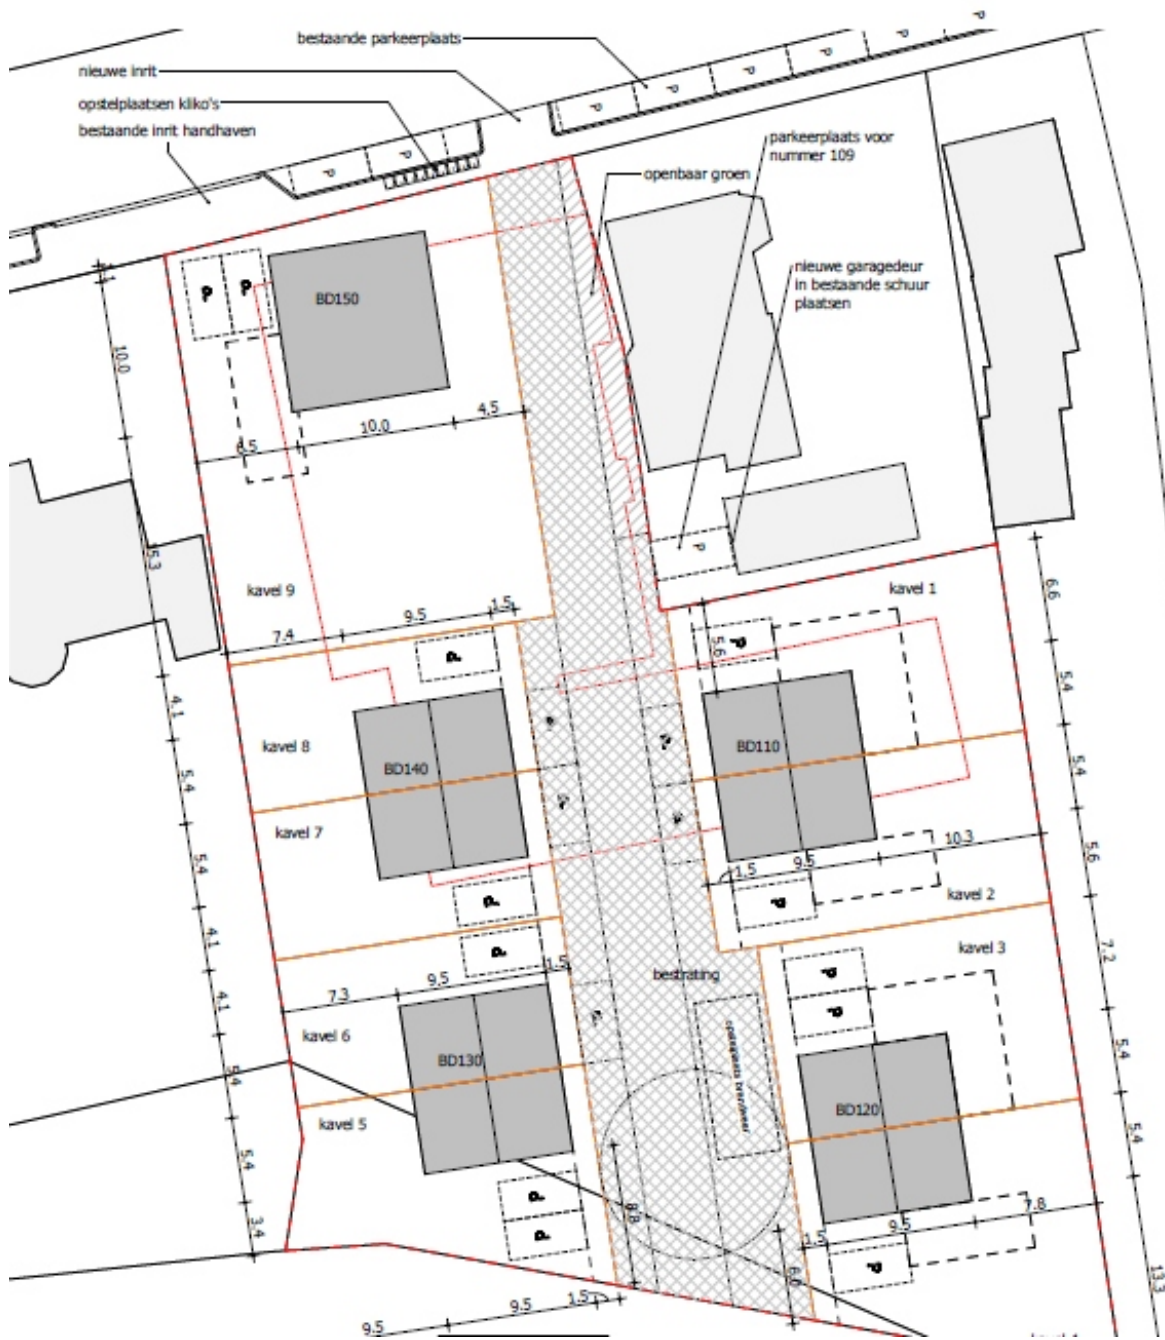 P
P
P
P
P
P
bestaande parkeerplaats
nieuwe inrit
opstelplaatsen kliko's
bestaande inrit handhaven
P
P
parkeerplaats voor
nummer 109
openbaar groen
nieuwe garagedeur
in bestaande schuur
plaatsen
P
P
BD150
10.0
6.5
10.0
4.5
15.3
P
kavel 9
kavel 1
6.6
7.4
9.5
1.5
P
P
5.6
4.1
5.4
kavel 8
BD140
P
P
BD110
5.4
5.4
kavel 7
P
P
5.4
1.5
9.5
10.3
5.6
P
P
kavel 2
4.1
P
kavel 3
7.2
1.5
9.5
7.3
bestrating
P
P
4.1
kavel 6
P
opstelplaats brandweer
BD130
5.4
5.4
kavel 5
BD120
5.4
5.4
P
P
3.4
8.8
6.0
1.5
9.5
7.8
P
13.3
9.5
9.5
1.5